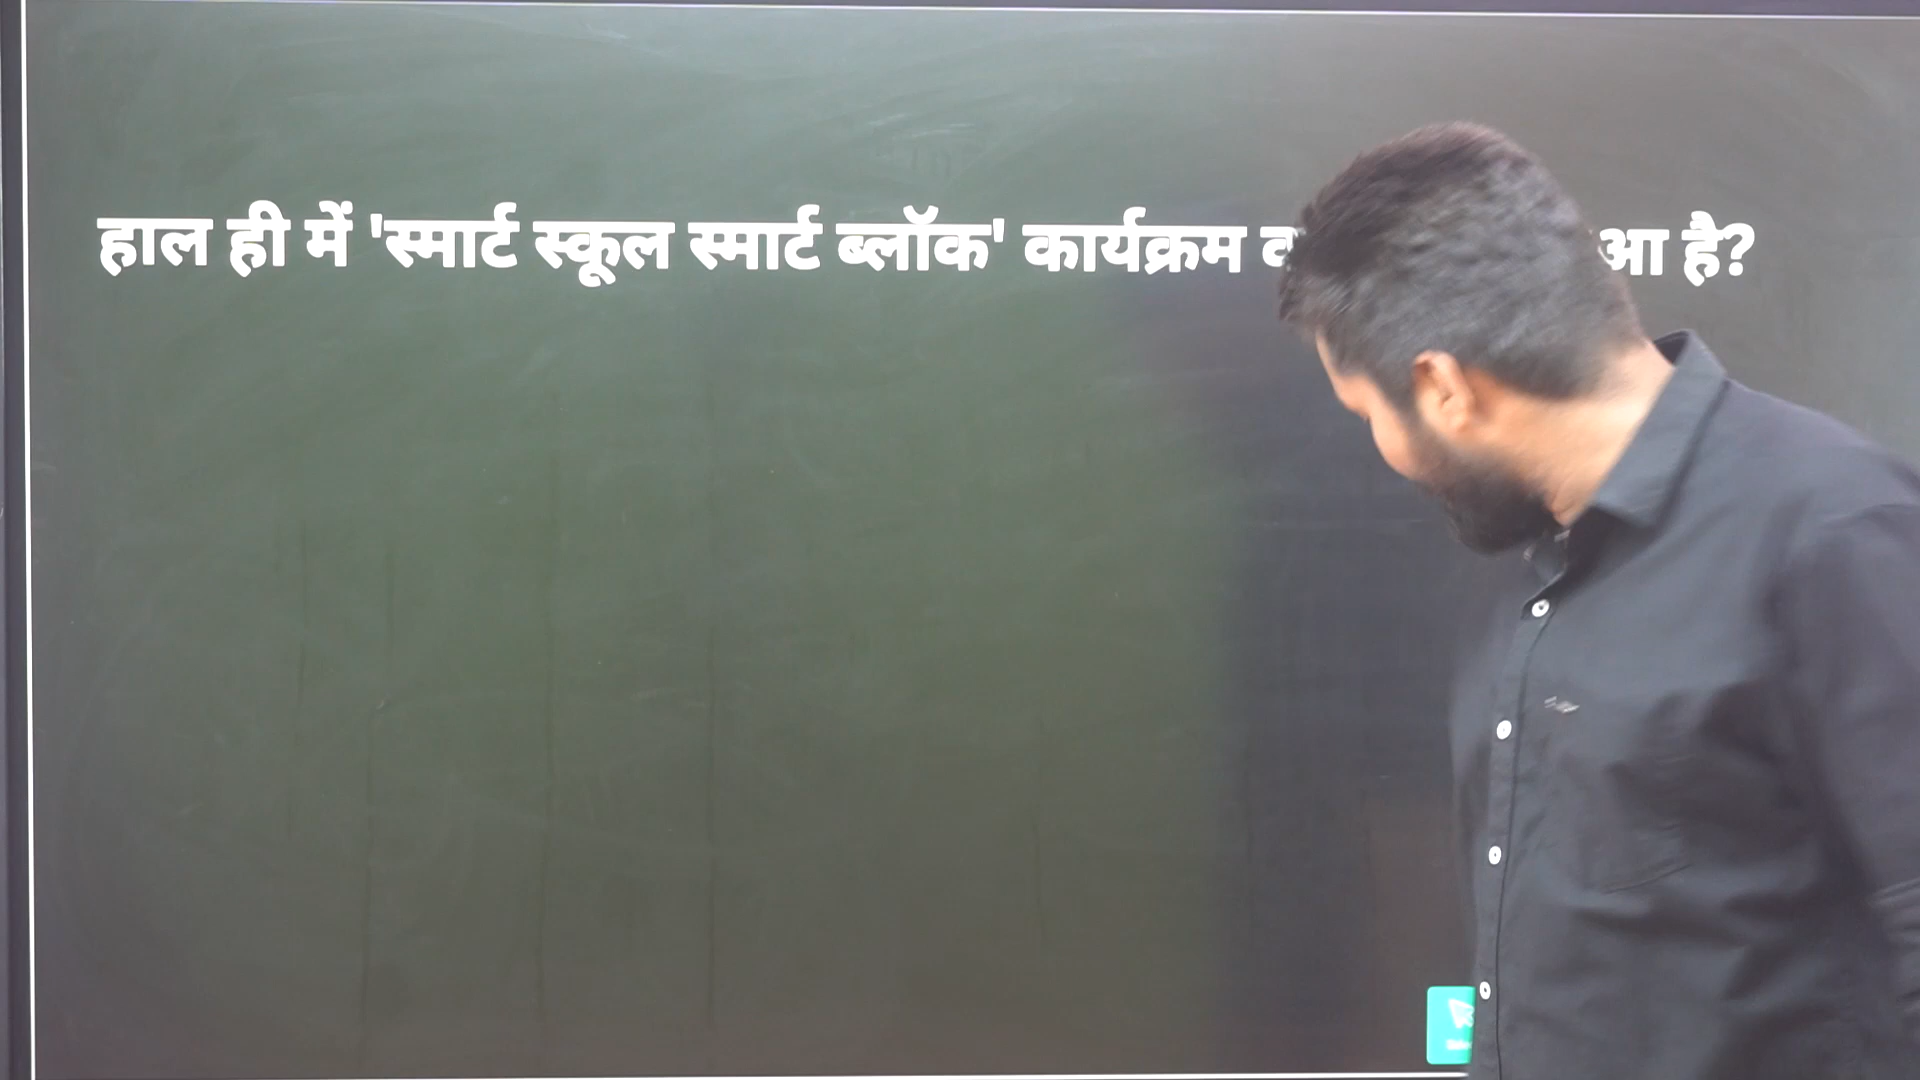 हाल ही में 'स्मार्ट स्कूल स्मार्ट ब्लॉक' कार्यक्रम है?